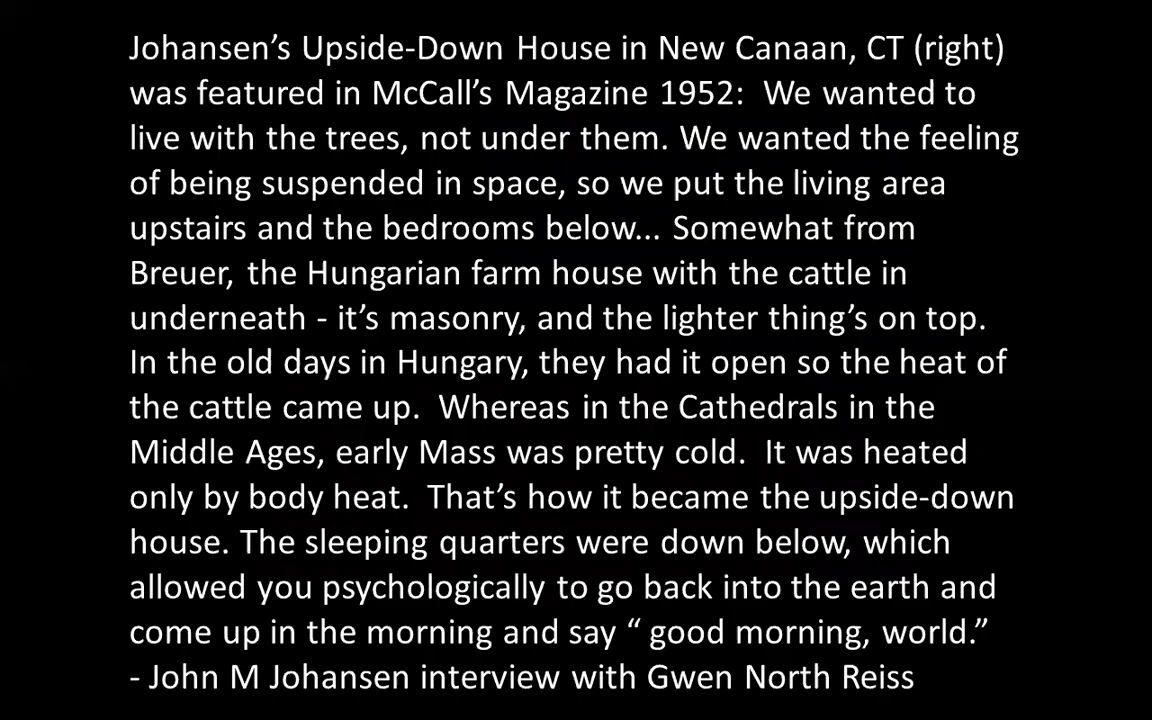 Johansen’s Upside-Down House in New Canaan, CT (right)
was featured in McCall’s Magazine 1952:  We wanted to
live with the trees, not under them. We wanted the feeling
of being suspended in space, so we put the living area
upstairs and the bedrooms below... Somewhat from
Breuer, the Hungarian farm house with the cattle in
underneath - it’s masonry, and the lighter thing’s on top.
In the old days in Hungary, they had it open so the heat of
the cattle came up.  Whereas in the Cathedrals in the
Middle Ages, early Mass was pretty cold.  It was heated
only by body heat.  That’s how it became the upside-down
house. The sleeping quarters were down below, which
allowed you psychologically to go back into the earth and
come up in the morning and say “ good morning, world.”
- John M Johansen interview with Gwen North Reiss